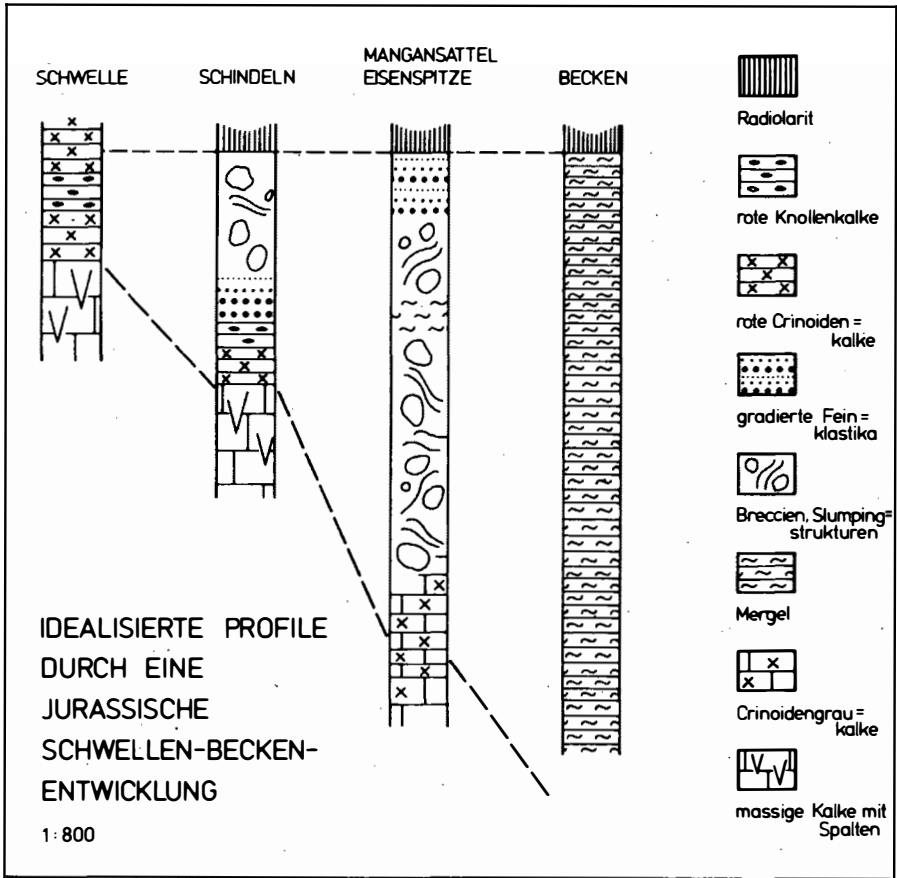 SCHWELLE
SCHINDELN
MANGANSATTEL
EISENSPITZE
BECKEN
Radiolarit
rote Knollenkalke
rote Crinoiden=
kalke
gradierte Fein=
klastika
Breccien, Slumping=
strukturen
Mergel
Crinoidengrau=
kalke
massige Kalke mit
Spalten
IDEALISIERTE PROFILE
DURCH EINE
JURASSISCHE
SCHWELLEN-BECKEN-
ENTWICKLUNG
1:800